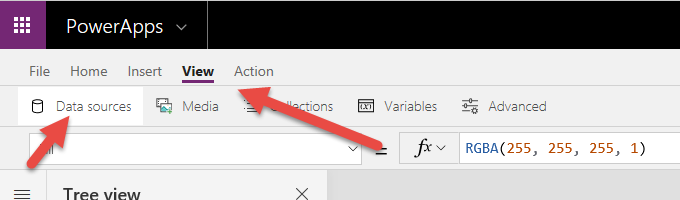 PowerApps
File Home Insert View Action
Data sources Media Collections Variables Advanced
= fx RGBA(255, 255, 255, 1)
Tree view